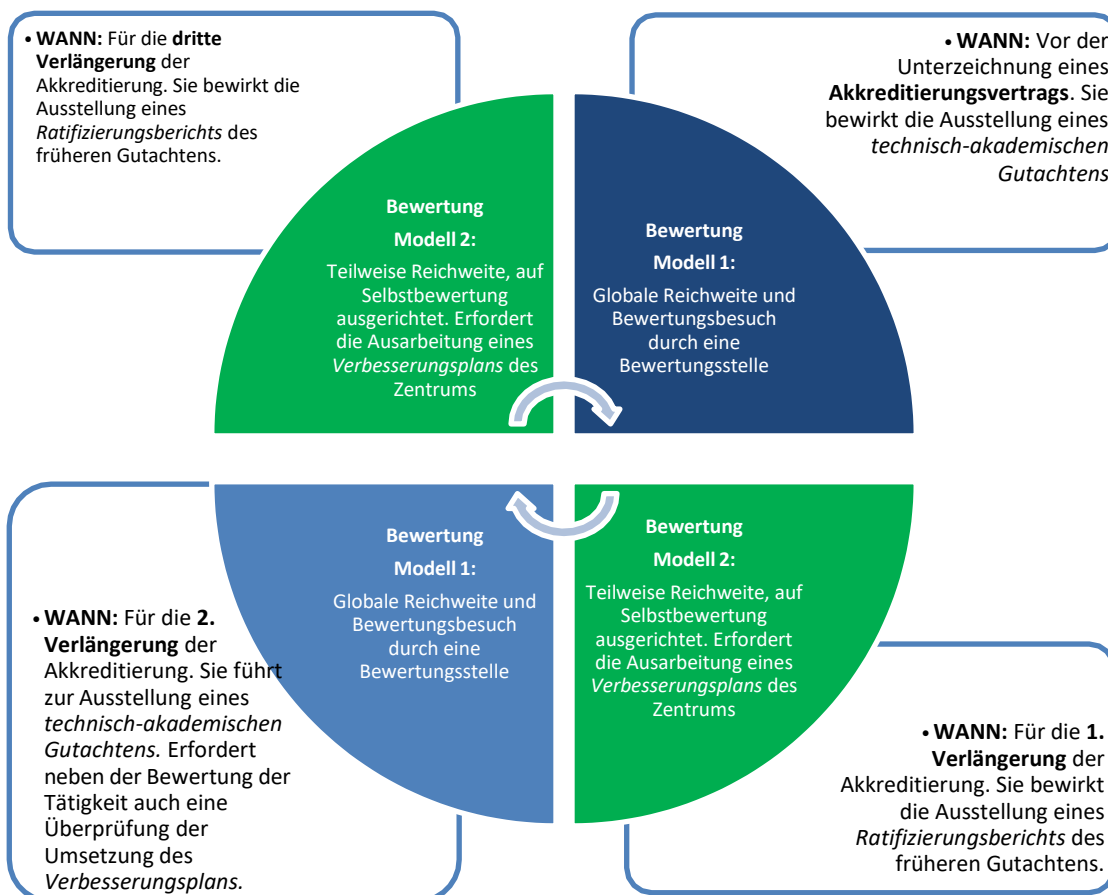 • WANN: Für die dritte
Verlängerung der
Akkreditierung. Sie bewirkt die
Ausstellung eines
Ratifizierungsberichts des
früheren Gutachtens.
• WANN: Vor der
Unterzeichnung eines
Akkreditierungsvertrags. Sie
bewirkt die Ausstellung eines
technisch-akademischen
Gutachtens
Bewertung
Modell 2:
Teilweise Reichweite, auf
Selbstbewertung
ausgerichtet. Erfordert
die Ausarbeitung eines
Verbesserungsplans des
Zentrums
Bewertung
Modell 1:
Globale Reichweite und
Bewertungsbesuch
durch eine
Bewertungsstelle
Bewertung
Modell 1:
Globale Reichweite und
Bewertungsbesuch
durch eine
Bewertungsstelle
Bewertung
Modell 2:
Teilweise Reichweite, auf
Selbstbewertung
ausgerichtet. Erfordert
die Ausarbeitung eines
Verbesserungsplans des
Zentrums
• WANN: Für die 2.
Verlängerung der
Akkreditierung. Sie führt
zur Ausstellung eines
technisch-akademischen
Gutachtens. Erfordert
neben der Bewertung der
Tätigkeit auch eine
Überprüfung der
Umsetzung des
Verbesserungsplans.
• WANN: Für die 1.
Verlängerung der
Akkreditierung. Sie bewirkt
die Ausstellung eines
Ratifizierungsberichts des
früheren Gutachtens.